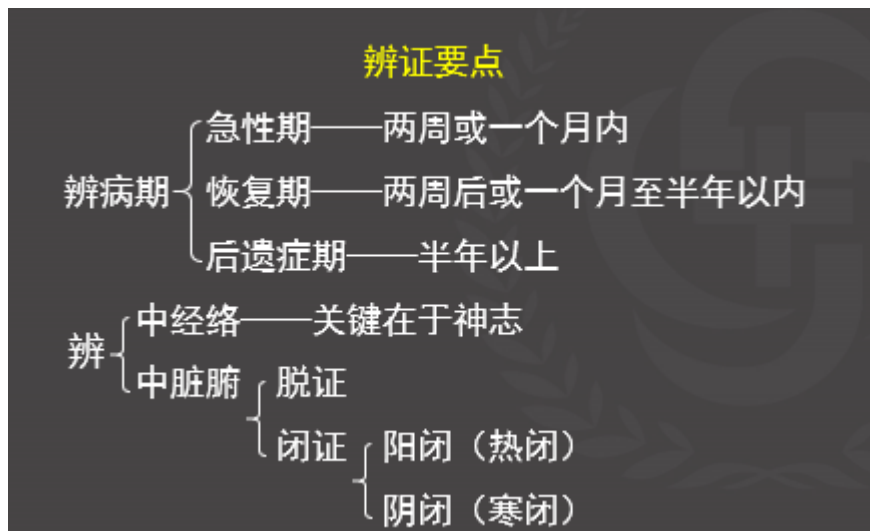 辨证要点
急性期——两周或一个月内
辨病期 恢复期——两周后或一个月至半年以内
后遗症期——半年以上
中经络——关键在于神志
辨
中脏腑 脱证
闭证 阳闭（热闭）
阴闭（寒闭）